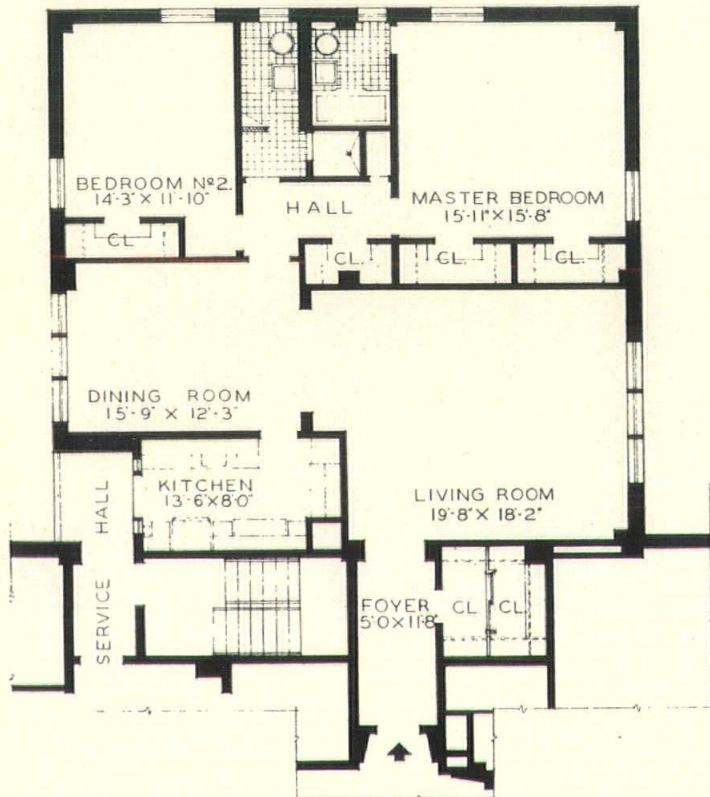 BEDROOM Nº2.
14'-3" X 11'-10"
HALL
MASTER BEDROOM
15'-11" X 15'-8"
CL.
CL.
CL.
CL.
DINING ROOM
15'-9" X 12'-3"
KITCHEN
13'-6" X 8'-0"
LIVING ROOM
19'-8" X 18'-2"
SERVICE HALL
FOYER
5'-0 X 11'-8"
CL.
CL.